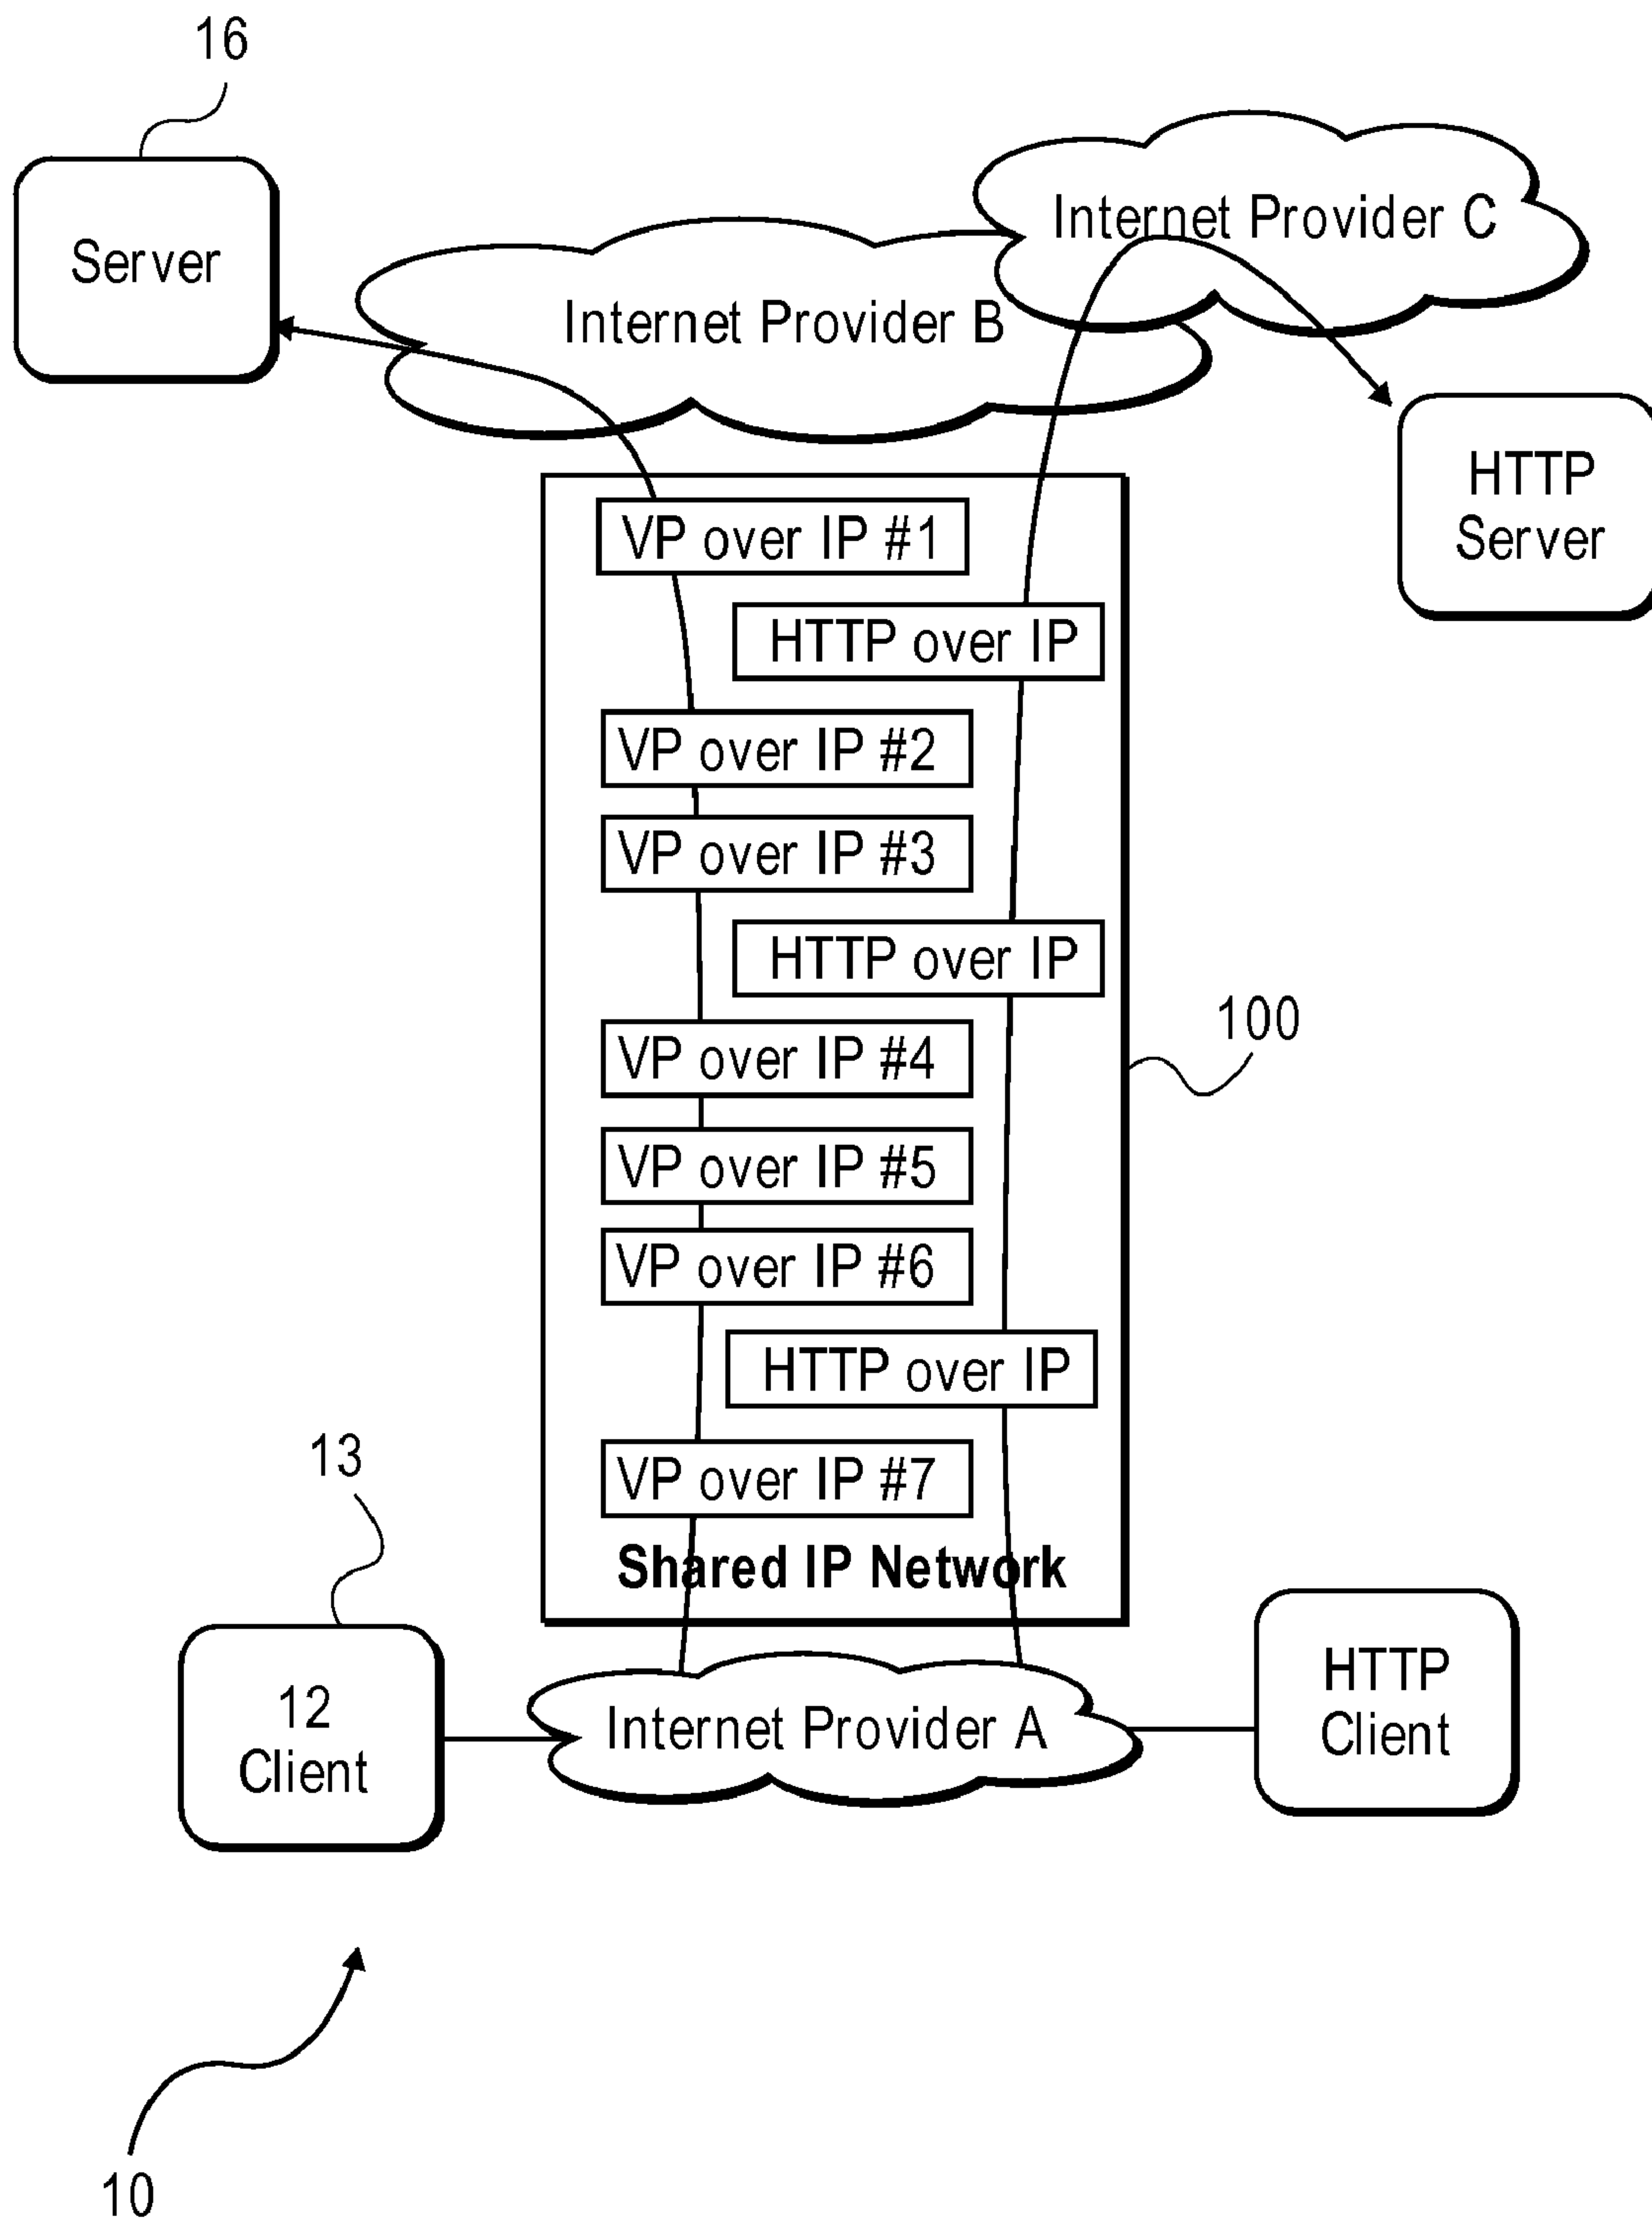 16
Server
Internet Provider C
Internet Provider B
HTTP
Server
VP over IP #1
HTTP over IP
VP over IP #2
VP over IP #3
HTTP over IP
100
VP over IP #4
VP over IP #5
VP over IP #6
HTTP over IP
13
VP over IP #7
Shared IP Network
12
Client
Internet Provider A
HTTP
Client
10